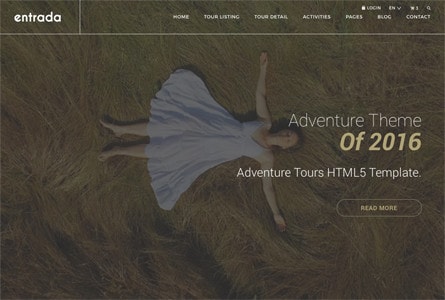 LOGIN EN 3
entrada HOME TOUR LISTING TOUR DETAIL ACTIVITIES PAGES BLOG CONTACT
Adventure Theme
Of 2016
Adventure Tours HTML5 Template.
READ MORE